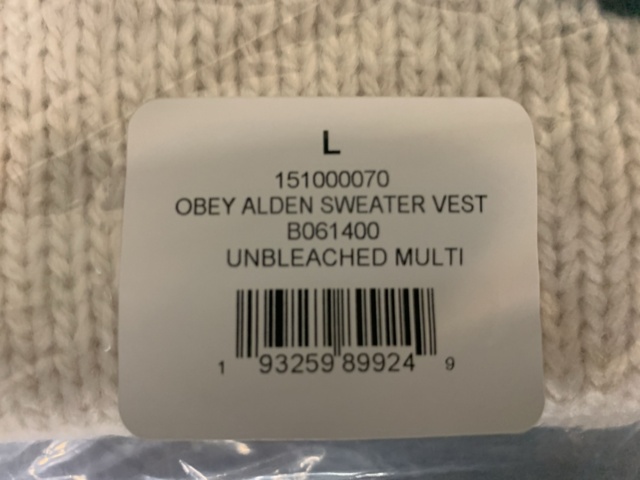 L
151000070
OBEY ALDEN SWEATER VEST
B061400
UNBLEACHED MULTI
1 93259 89924 9